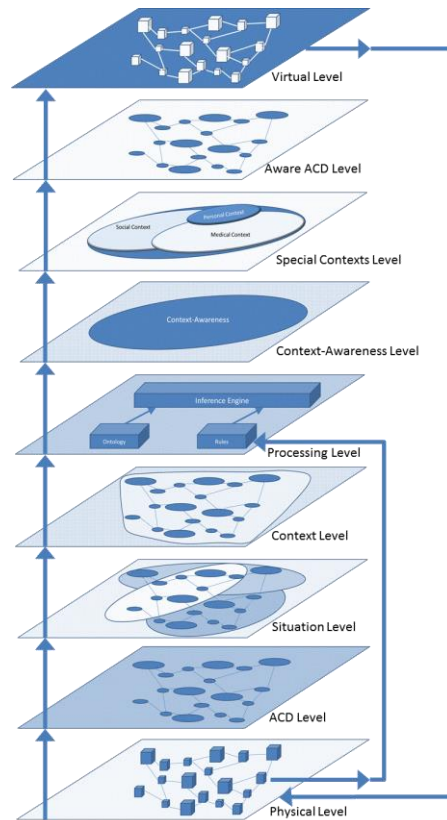 Virtual Level
Aware ACD Level
Personal Context
Social Context
Medical Context
Special Contexts Level
Context-Awareness
Context-Awareness Level
Inference Engine
Ontology
Rules
Processing Level
Context Level
Situation Level
ACD Level
Physical Level